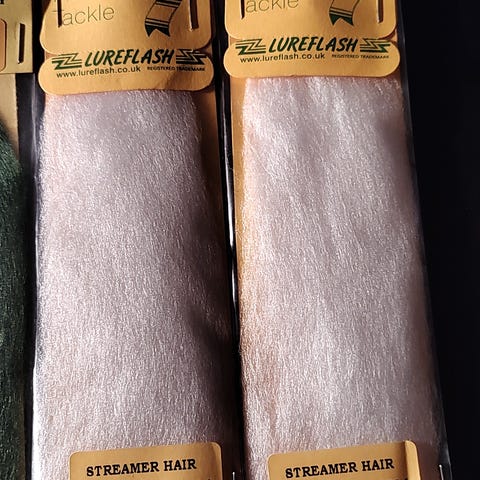 ackle
LUREFLASH
www.lureflash.co.uk REGISTERED TRADEMARK
STREAMER HAIR
ackle
LUREFLASH
www.lureflash.co.uk REGISTERED TRADEMARK
STREAMER HAIR